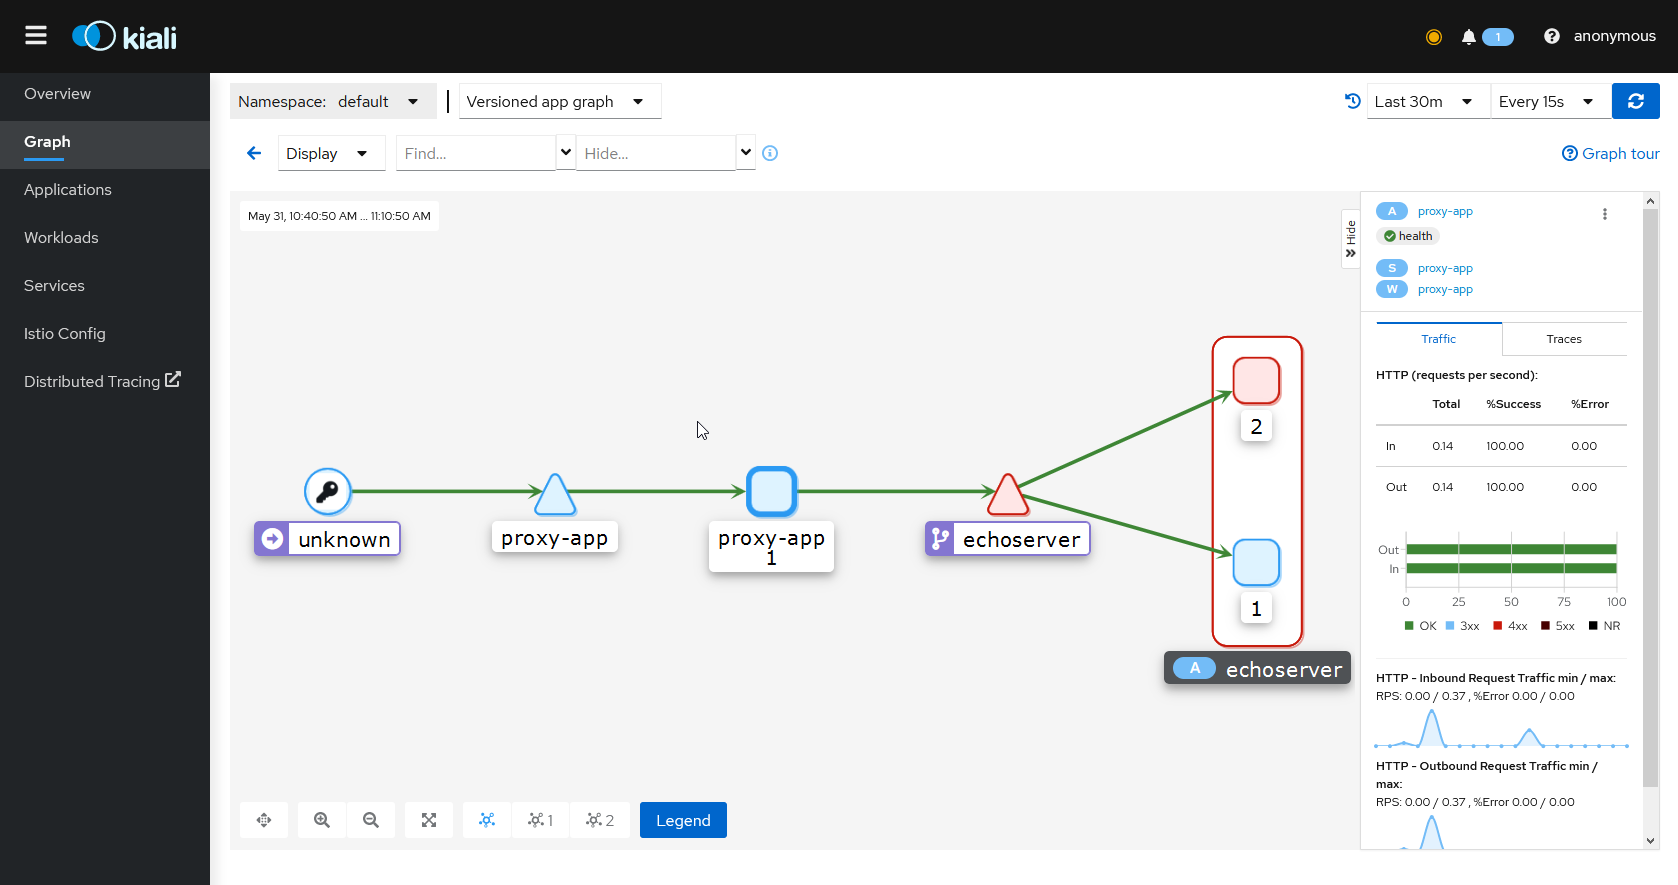 kiali
1
anonymous
Overview
Graph
Applications
Workloads
Services
Istio Config
Distributed Tracing
Namespace: default
Versioned app graph
Last 30m
Every 15s
Display
Find...
Hide...
Graph tour
May 31, 10:40:50 AM ... 11:10:50 AM
Hide
unknown
proxy-app
proxy-app
1
echoserver
2
1
A echoserver
1
2
Legend
A proxy-app
health
S proxy-app
W proxy-app
Traffic
Traces
HTTP (requests per second):
Total %Success %Error
In 0.14 100.00 0.00
Out 0.14 100.00 0.00
Out
In
0 25 50 75 100
OK 3xx 4xx 5xx NR
HTTP - Inbound Request Traffic min / max:
RPS: 0.00 / 0.37 , %Error 0.00 / 0.00
HTTP - Outbound Request Traffic min /
max:
RPS: 0.00 / 0.37 , %Error 0.00 / 0.00